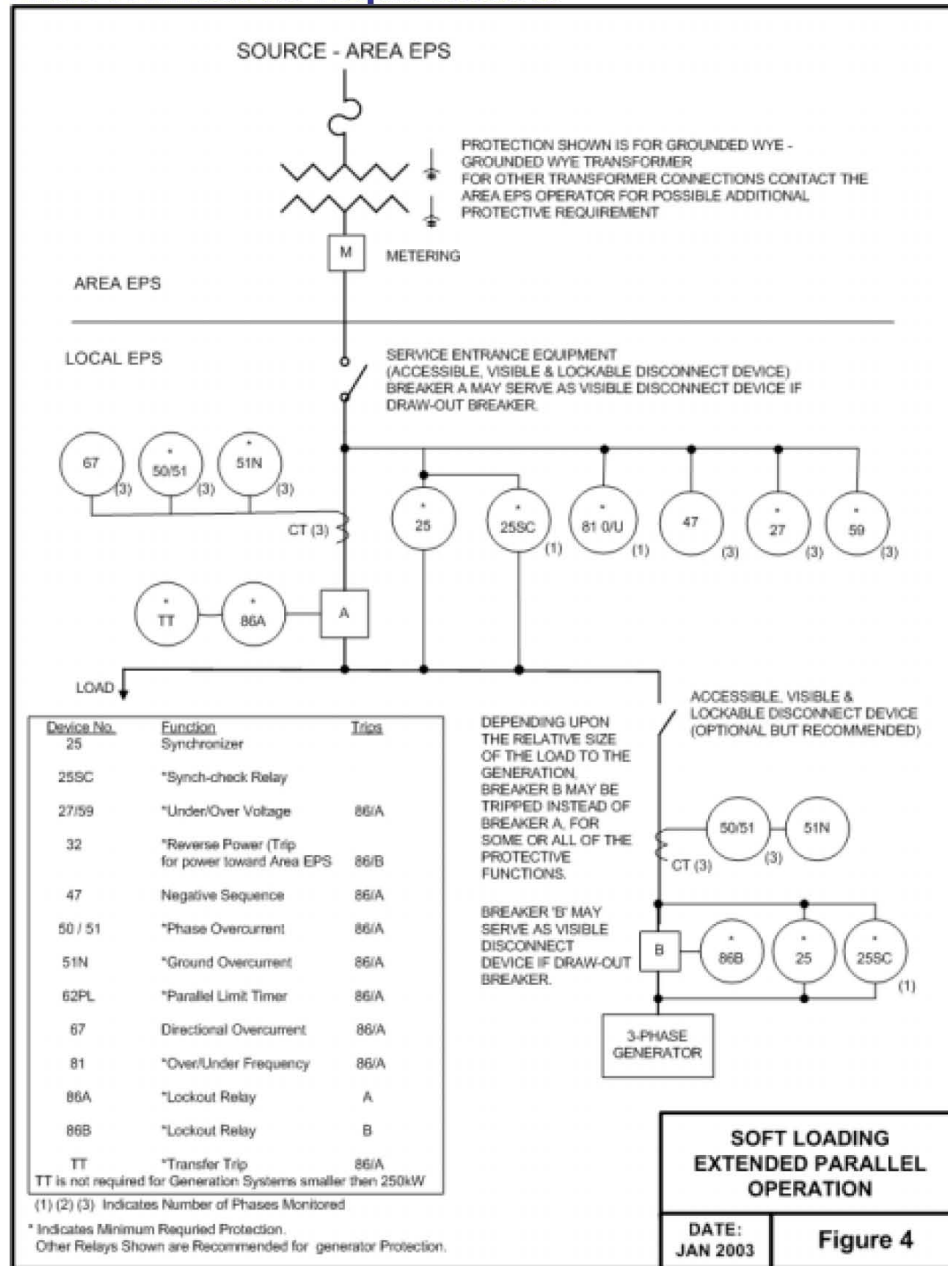 SOURCE - AREA EPS
PROTECTION SHOWN IS FOR GROUNDED WYE -
GROUNDED WYE TRANSFORMER
FOR OTHER TRANSFORMER CONNECTIONS CONTACT THE
AREA EPS OPERATOR FOR POSSIBLE ADDITIONAL
PROTECTIVE REQUIREMENT
M
METERING
AREA EPS
LOCAL EPS
SERVICE ENTRANCE EQUIPMENT
(ACCESSIBLE, VISIBLE & LOCKABLE DISCONNECT DEVICE)
BREAKER A MAY SERVE AS VISIBLE DISCONNECT DEVICE IF
DRAW-OUT BREAKER.
67
(3)
*
50/51
(3)
*
51N
(3)
CT (3)
*
25
*
25SC
(1)
*
81 0/U
(1)
47
(3)
*
27
(3)
*
59
(3)
*
TT
*
86A
A
LOAD
ACCESSIBLE, VISIBLE &
LOCKABLE DISCONNECT DEVICE
(OPTIONAL BUT RECOMMENDED)
Device No. Function Trips
25 Synchronizer
25SC *Synch-check Relay
27/59 *Under/Over Voltage 86/A
32 *Reverse Power (Trip
for power toward Area EPS 86/B
47 Negative Sequence 86/A
50 / 51 *Phase Overcurrent 86/A
51N *Ground Overcurrent 86/A
62PL *Parallel Limit Timer 86/A
67 Directional Overcurrent 86/A
81 *Over/Under Frequency 86/A
86A *Lockout Relay A
86B *Lockout Relay B
TT *Transfer Trip 86/A
TT is not required for Generation Systems smaller then 250kW
(1) (2) (3) Indicates Number of Phases Monitored
* Indicates Minimum Requried Protection.
Other Relays Shown are Recommended for generator Protection.
DEPENDING UPON
THE RELATIVE SIZE
OF THE LOAD TO THE
GENERATION,
BREAKER B MAY BE
TRIPPED INSTEAD OF
BREAKER A, FOR
SOME OR ALL OF THE
PROTECTIVE
FUNCTIONS.
BREAKER 'B' MAY
SERVE AS VISIBLE
DISCONNECT
DEVICE IF DRAW-OUT
BREAKER.
50/51
(3)
51N
CT (3)
B
*
86B
*
25
*
25SC
(1)
3-PHASE
GENERATOR
SOFT LOADING
EXTENDED PARALLEL
OPERATION
DATE:
JAN 2003
Figure 4